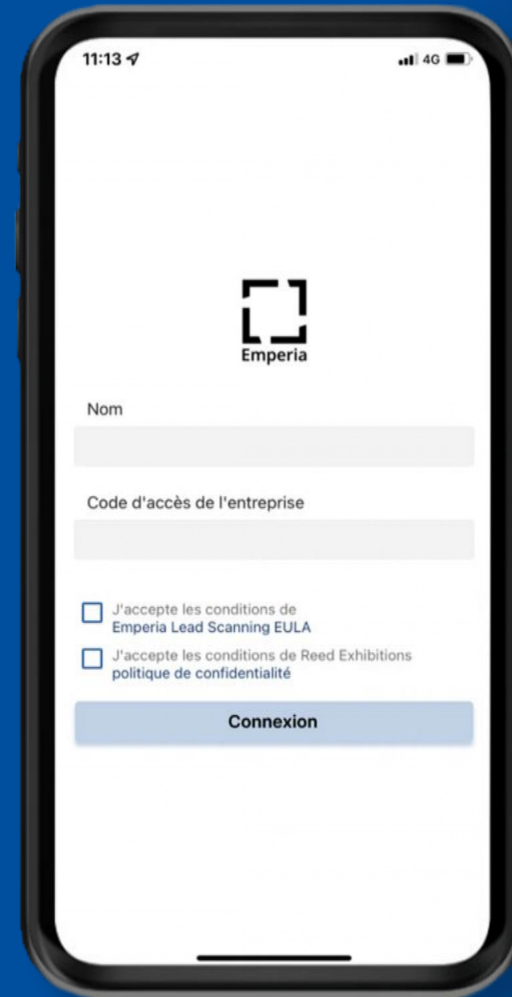 11:13
4G
Emperia
Nom
Code d'accès de l'entreprise
J'accepte les conditions de
Emperia Lead Scanning EULA
J'accepte les conditions de Reed Exhibitions
politique de confidentialité
Connexion